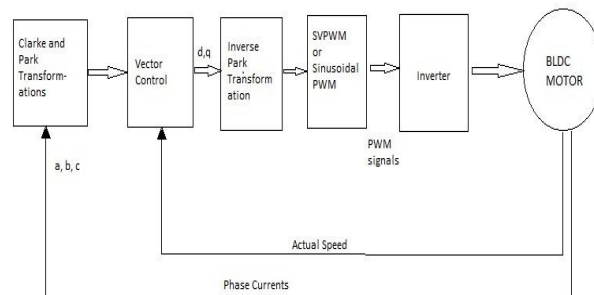 Clarke and
Park
Transform-
ations
Vector
Control
d,q
Inverse
Park
Transform
ation
SVPWM
or
Sinusoidal
PWM
Inverter
BLDC
MOTOR
PWM
signals
a, b, c
Actual Speed
Phase Currents